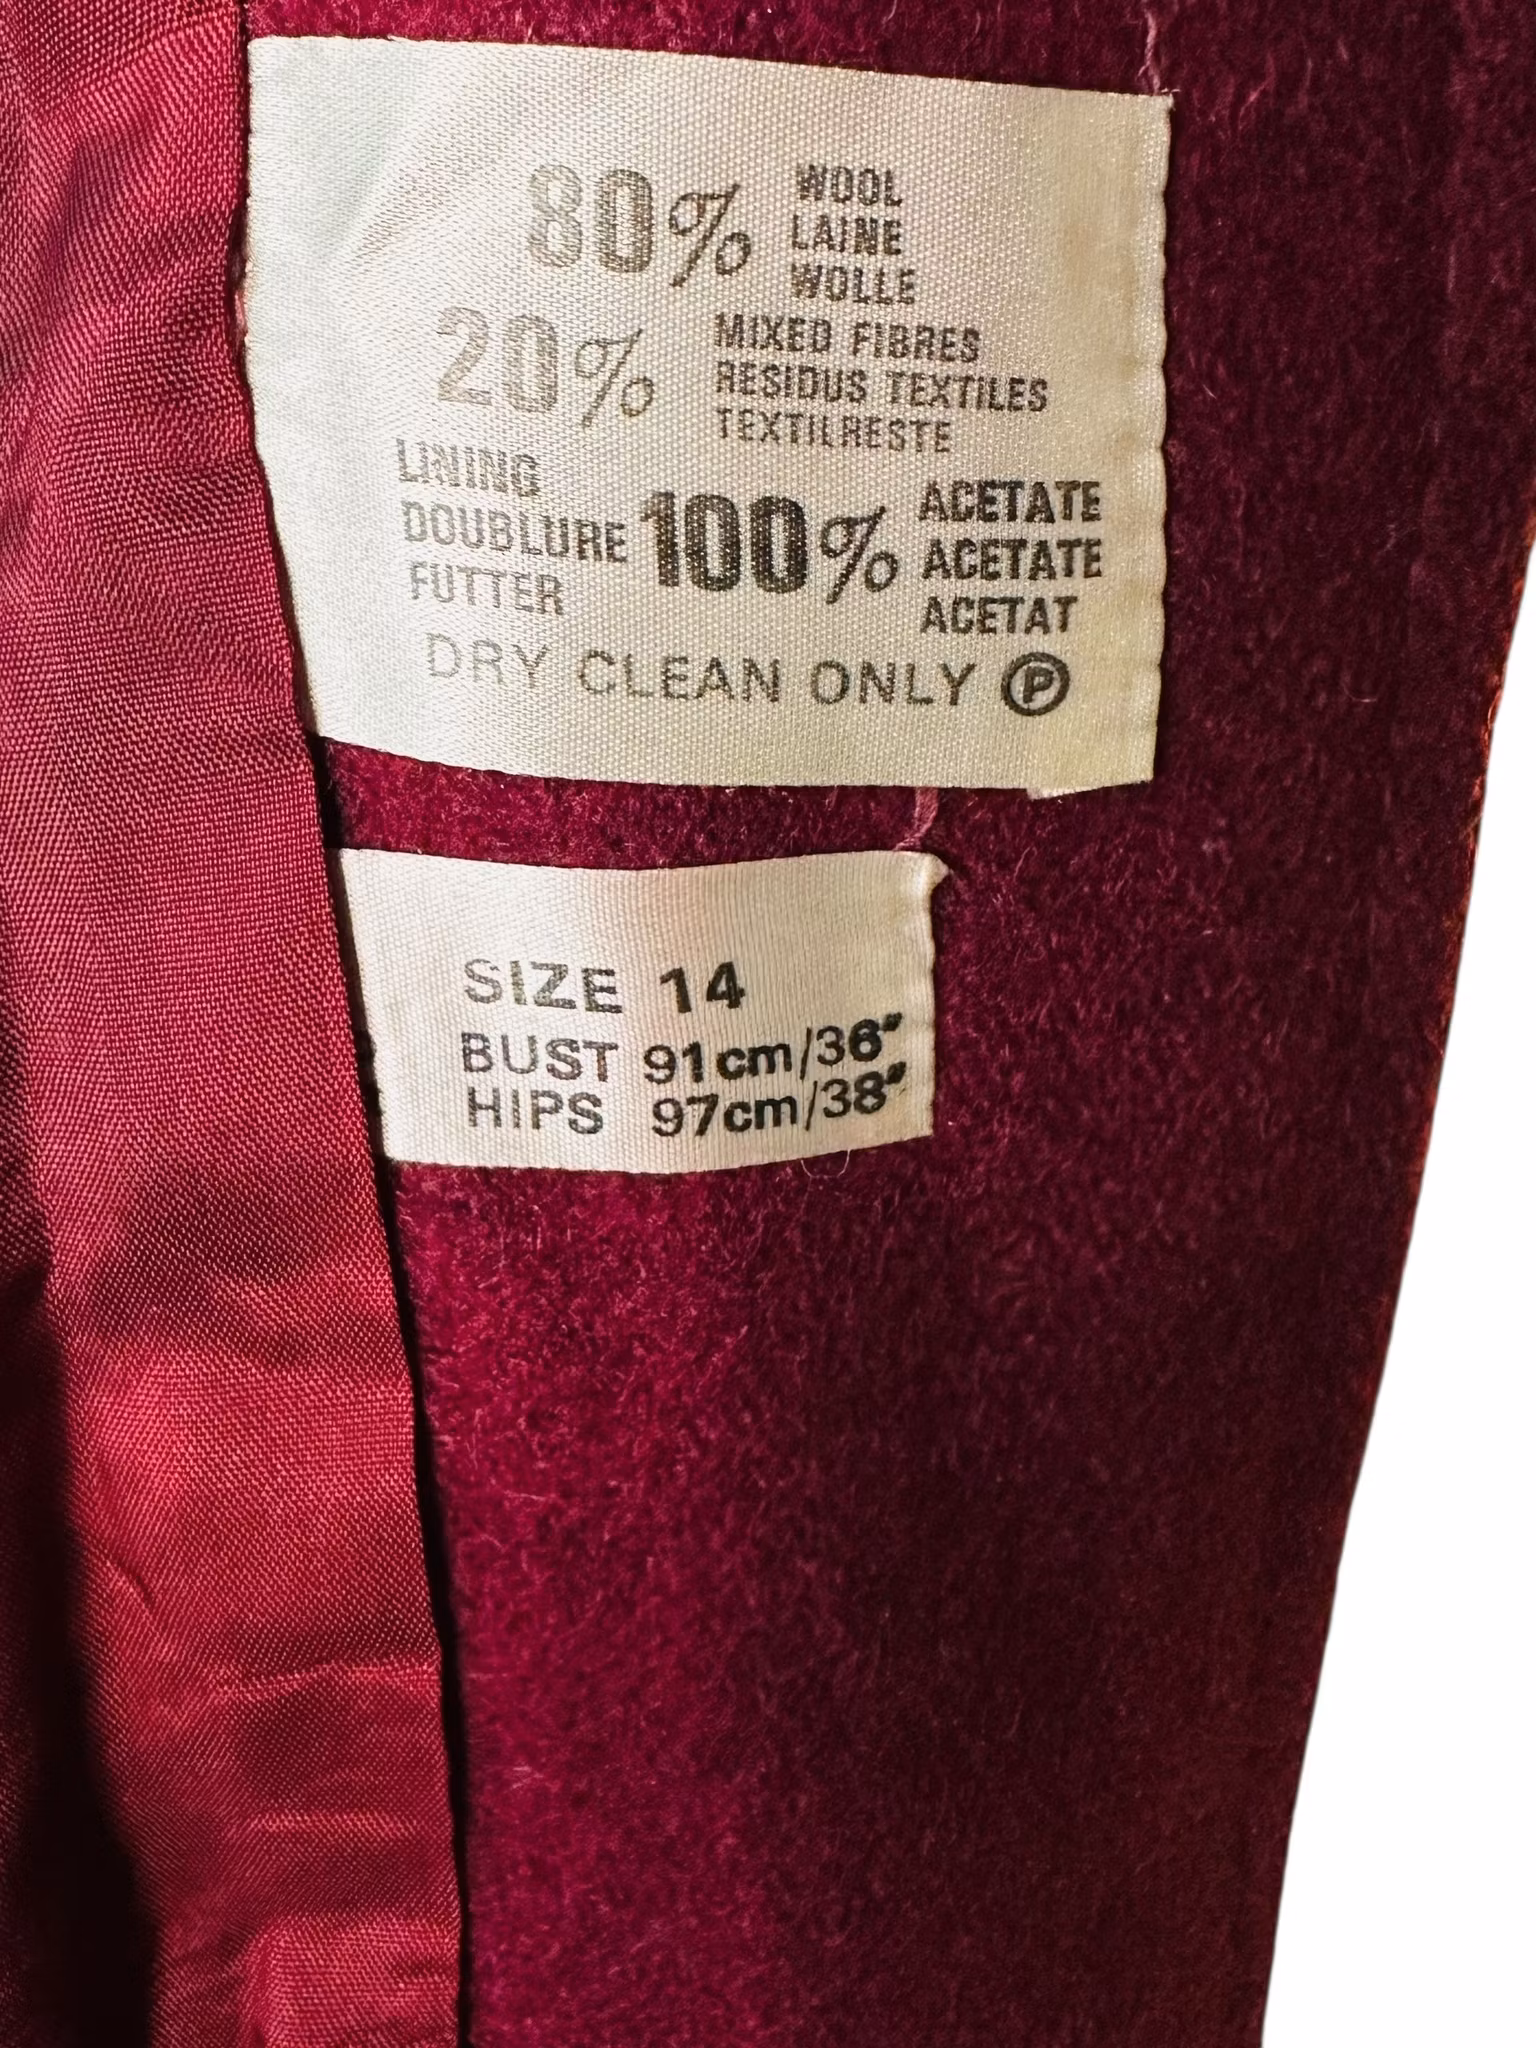 80% WOOL
LAINE
WOLLE
20% MIXED FIBRES
RESIDUS TEXTILES
TEXTILRESTE
LINING
DOUBLURE
FUTTER
100%
ACETATE
ACETATE
ACETAT
DRY CLEAN ONLY P
SIZE 14
BUST 91cm/36"
HIPS 97cm/38"